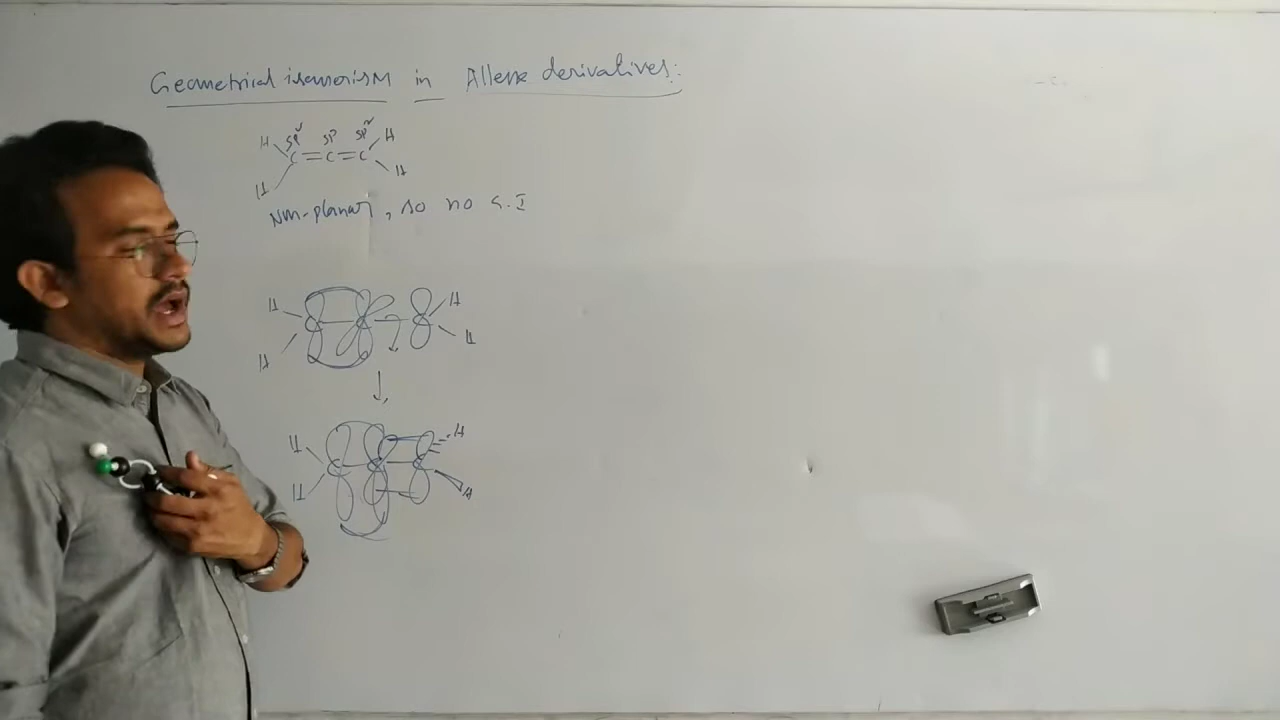 Geometrical isomerism in Allene derivatives:
H sp² sp sp² H
C = C = C
H H
Non-planar, so no G.I
H H
H H
H H
H H